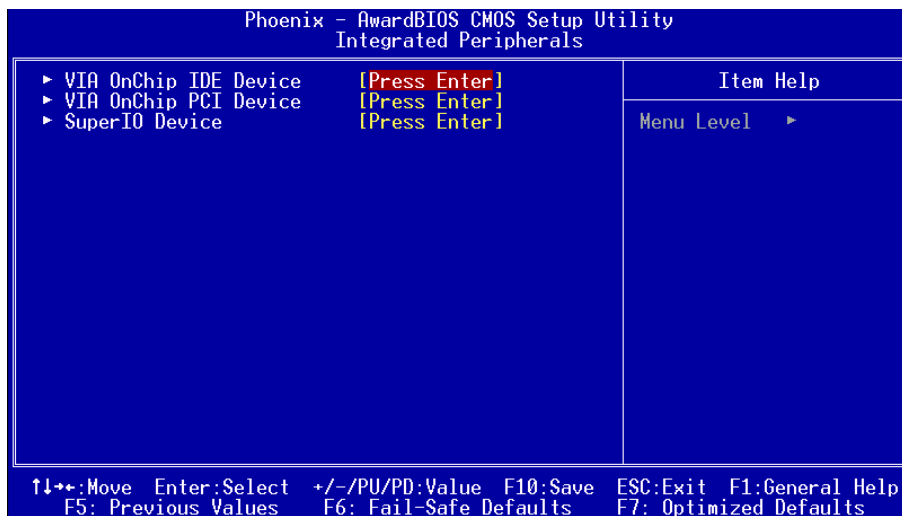 Phoenix - AwardBIOS CMOS Setup Utility
Integrated Peripherals
► VIA OnChip IDE Device [Press Enter]
► VIA OnChip PCI Device [Press Enter]
► SuperIO Device [Press Enter]
Item Help
Menu Level ►
↑↓→←:Move Enter:Select +/-/PU/PD:Value F10:Save ESC:Exit F1:General Help
F5: Previous Values F6: Fail-Safe Defaults F7: Optimized Defaults